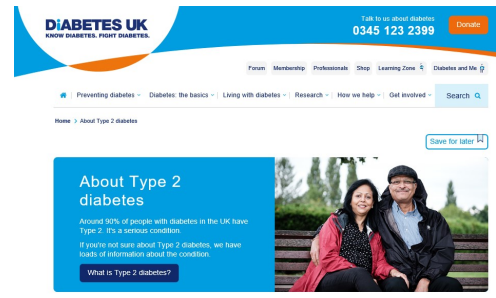 DiABETES UK
KNOW DIABETES. FIGHT DIABETES.
Talk to us about diabetes
0345 123 2399
Donate
Forum Membership Professionals Shop Learning Zone Diabetes and Me
Preventing diabetes Diabetes: the basics Living with diabetes Research How we help Get involved Search
Home About Type 2 diabetes
Save for later
About Type 2
diabetes
Around 90% of people with diabetes in the UK have
Type 2. It's a serious condition.
If you're not sure about Type 2 diabetes, we have
loads of information about the condition.
What is Type 2 diabetes?